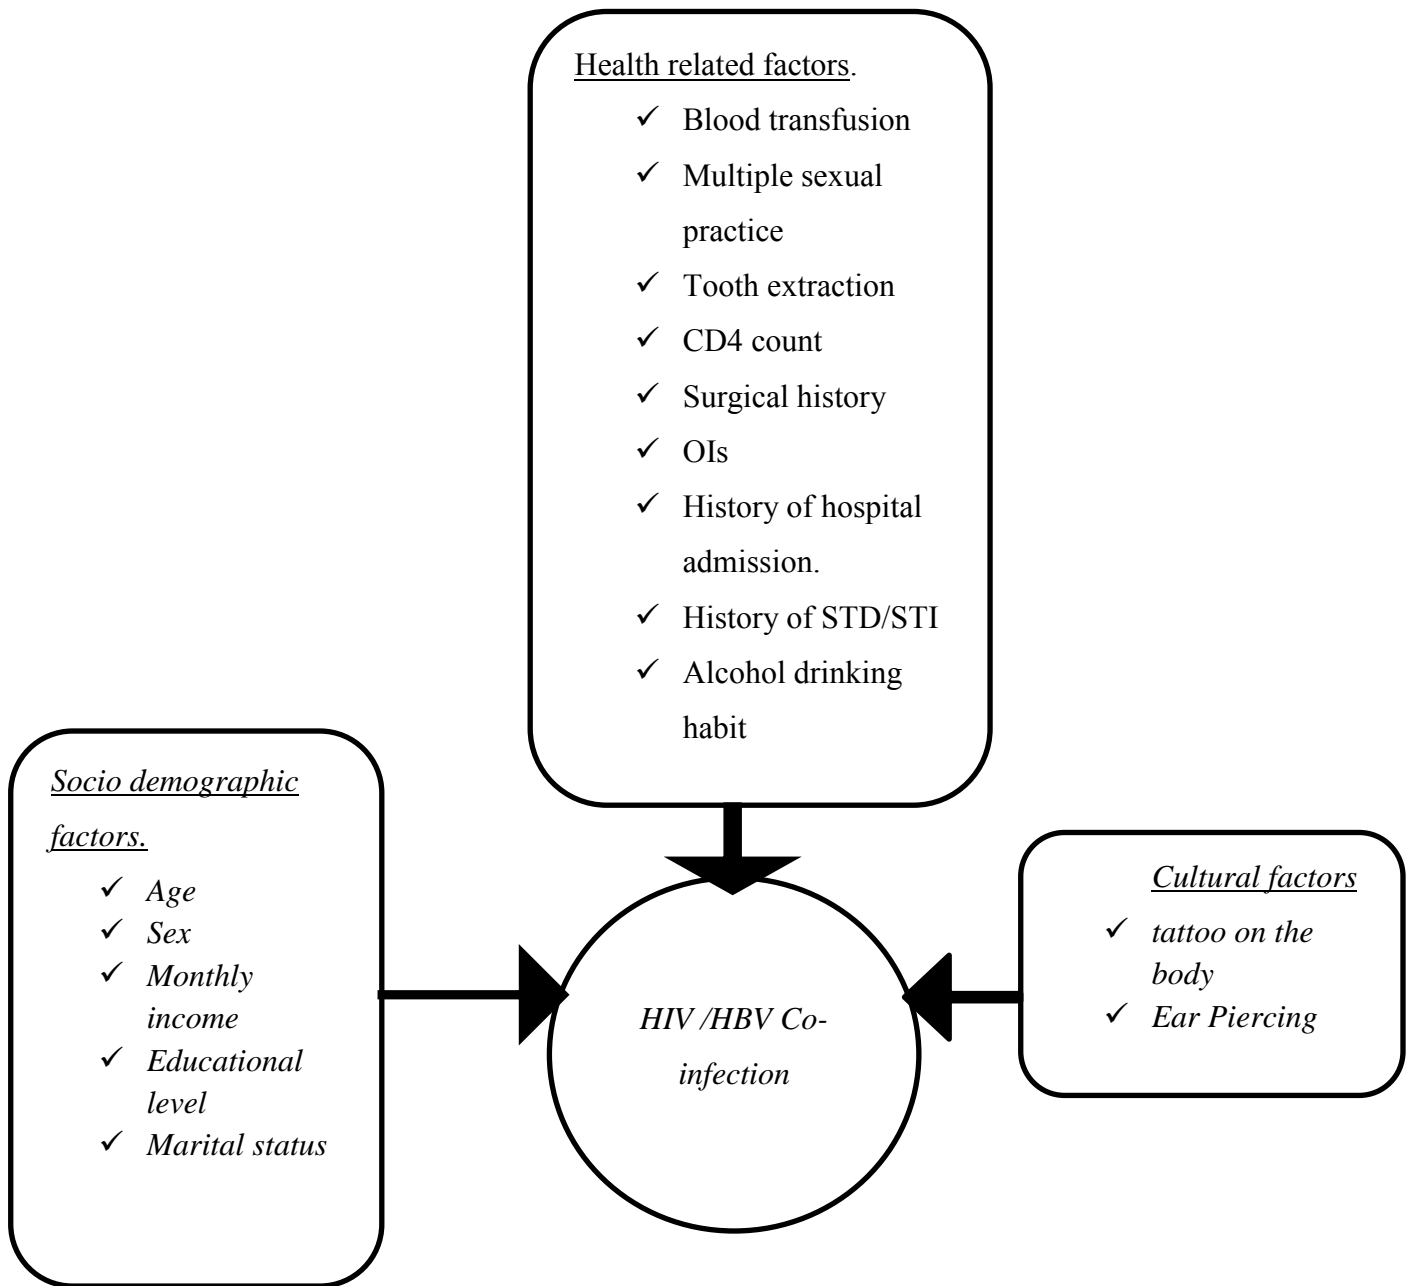 Health related factors.
✓ Blood transfusion
✓ Multiple sexual
practice
✓ Tooth extraction
✓ CD4 count
✓ Surgical history
✓ OIs
✓ History of hospital
admission.
✓ History of STD/STI
✓ Alcohol drinking
habit
Socio demographic
factors.
✓ Age
✓ Sex
✓ Monthly
income
✓ Educational
level
✓ Marital status
HIV /HBV Co-
infection
Cultural factors
✓ tattoo on the
body
✓ Ear Piercing